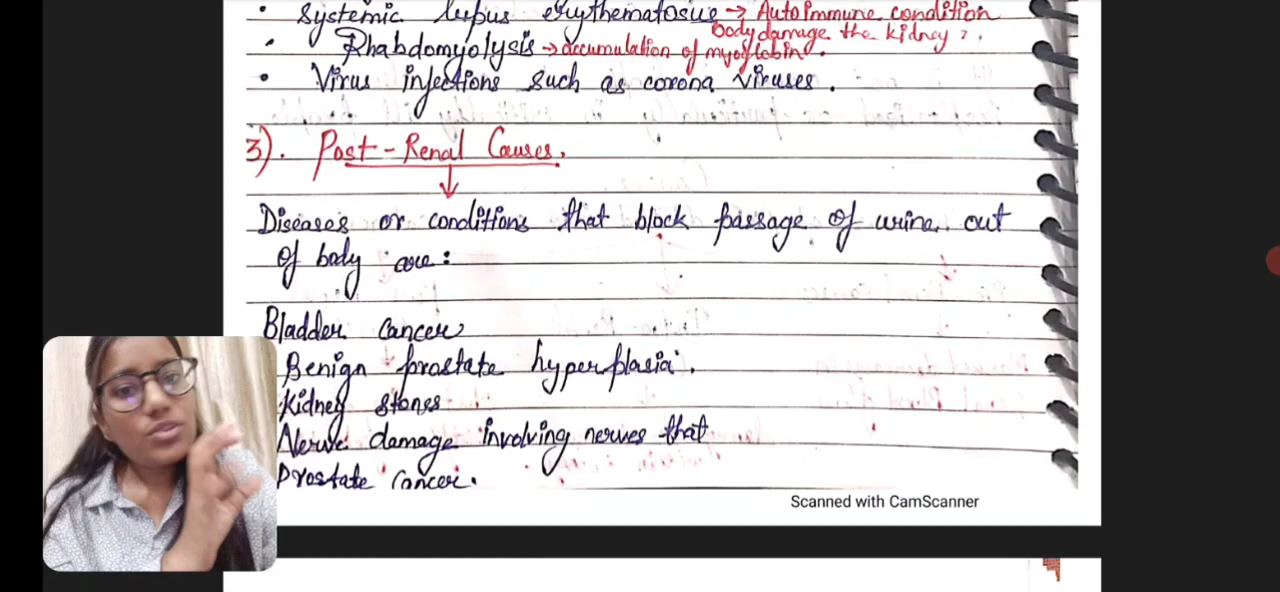 • Systemic lupus erythematosus → Autoimmune condition
body damage the kidney
• Rhabdomyolysis → accumulation of myoglobin.
• Virus infections such as corona viruses.
3). Post-Renal Causes.
↓
Diseases or conditions that block passage of urine out
of body are:
Bladder cancer
Benign prostate hyperplasia.
Kidney stones
Nerve damage involving nerves that
Prostate cancer.
Scanned with CamScanner